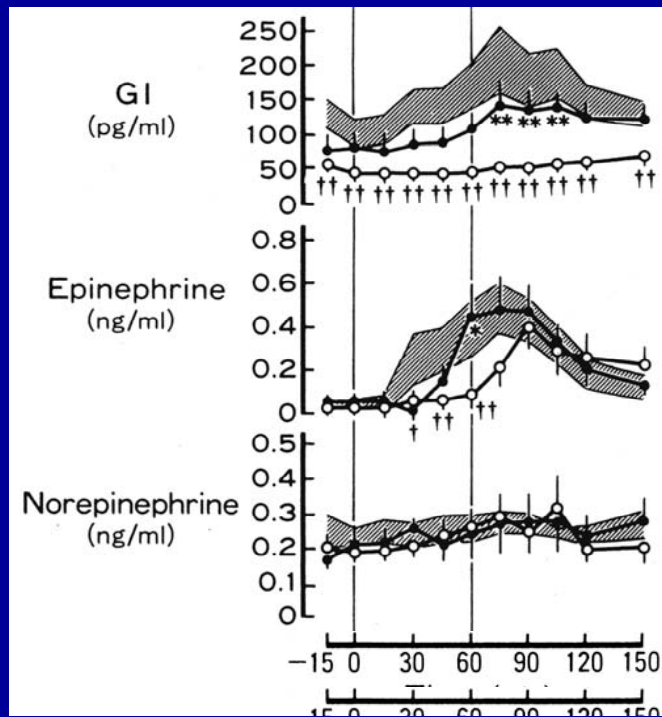 250
200
GI
150
(pg/ml)
100
** ** **
50
†† †† †† †† †† †† †† †† †† †† ††
0
0.8
0.6
Epinephrine
(ng/ml)
0.4
*
0.2
0
† †† ††
0.5
0.4
Norepinephrine
0.3
(ng/ml)
0.2
0.1
0
-15 0 30 60 90 120 150